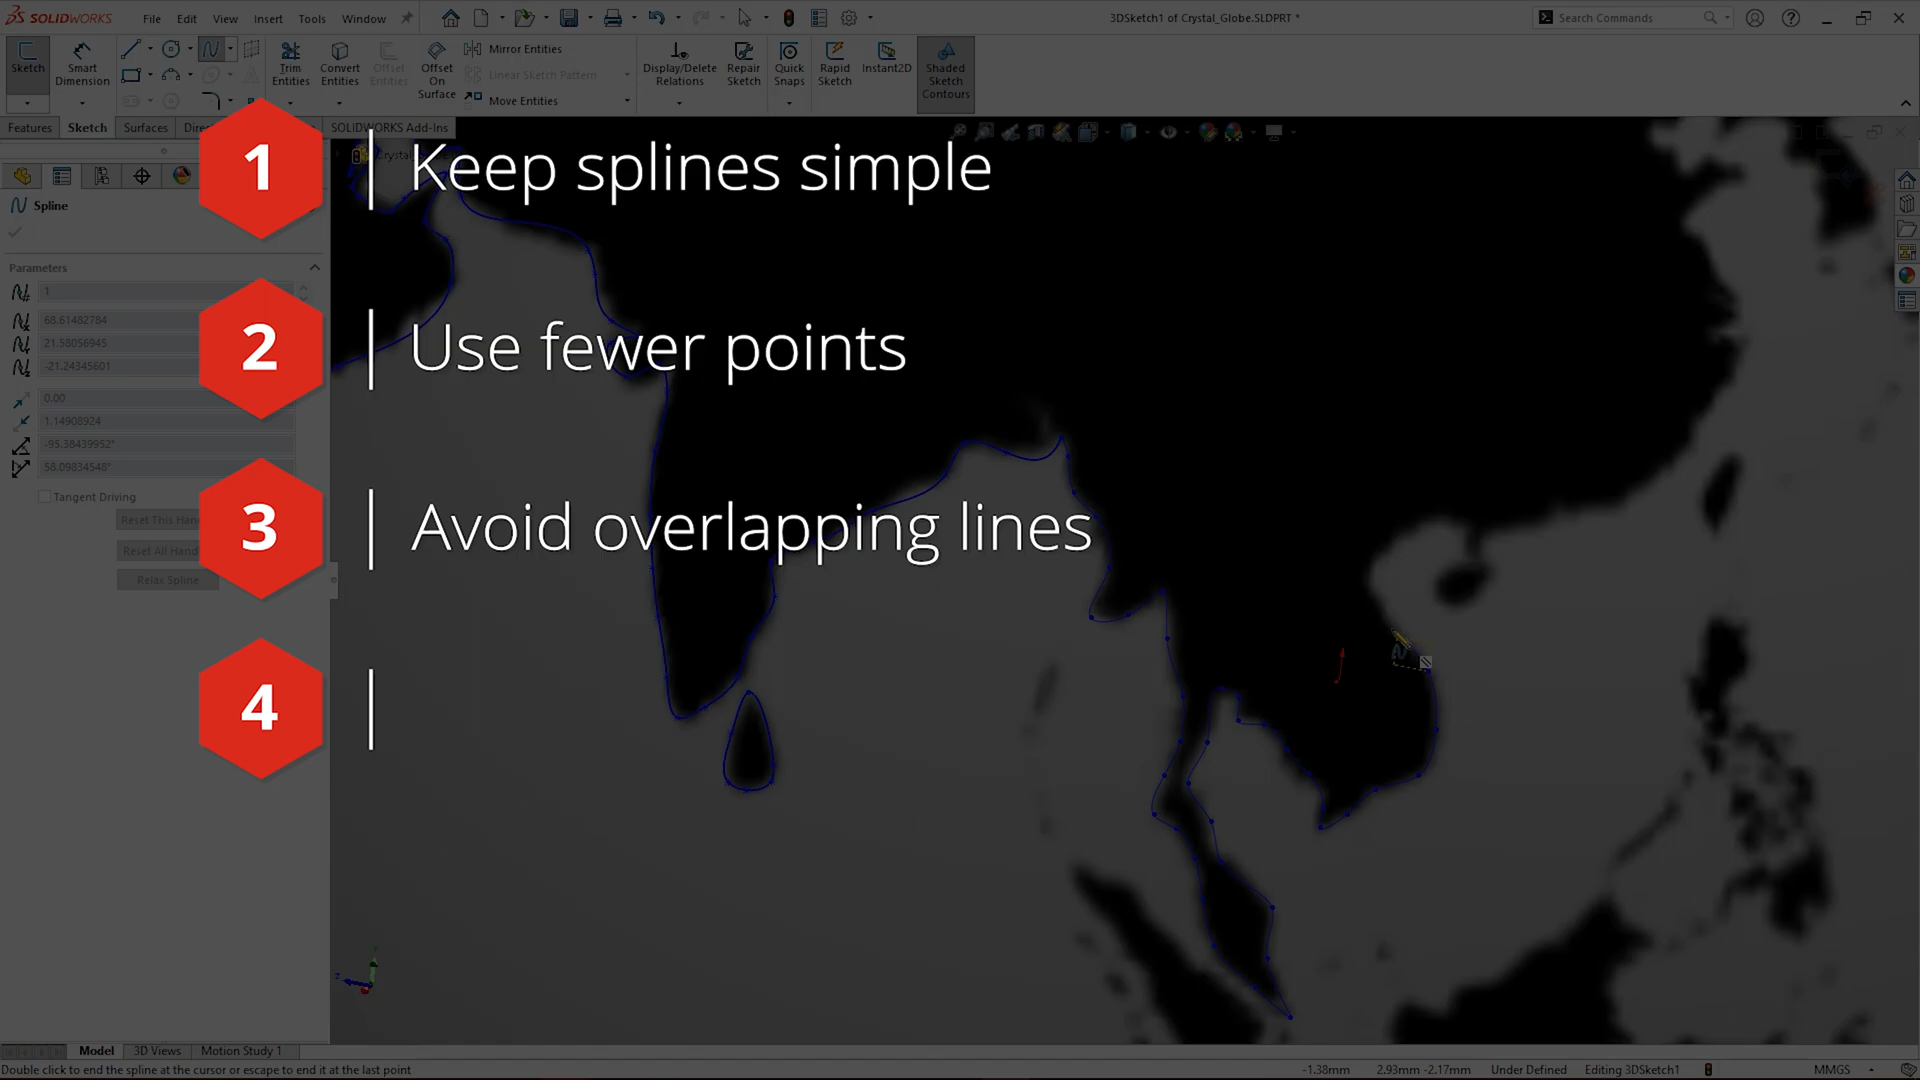 SOLIDWORKS File Edit View Insert Tools Window 3DSketch1 of Crystal_Globe.SLDPRT * Search Commands
Sketch Smart Dimension Trim Entities Convert Entities Offset Entities Offset On Surface Mirror Entities Linear Sketch Pattern Move Entities Display/Delete Relations Repair Sketch Quick Snaps Rapid Sketch Instant2D Shaded Sketch Contours
Features Sketch Surfaces SOLIDWORKS Add-Ins
1 Keep splines simple
Spline
Parameters
1
68.61482784
21.58056945
-21.24345601
2 Use fewer points
0.00
1.14908924
-95.38439952°
58.09834548°
Tangent Driving
3 Avoid overlapping lines
Reset This
Reset All
Relax Spline
4
Model 3D Views Motion Study 1
Double click to end the spline at the cursor or escape to end it at the last point -1.38mm 2.93mm -2.17mm Under Defined Editing 3DSketch1 MMGS